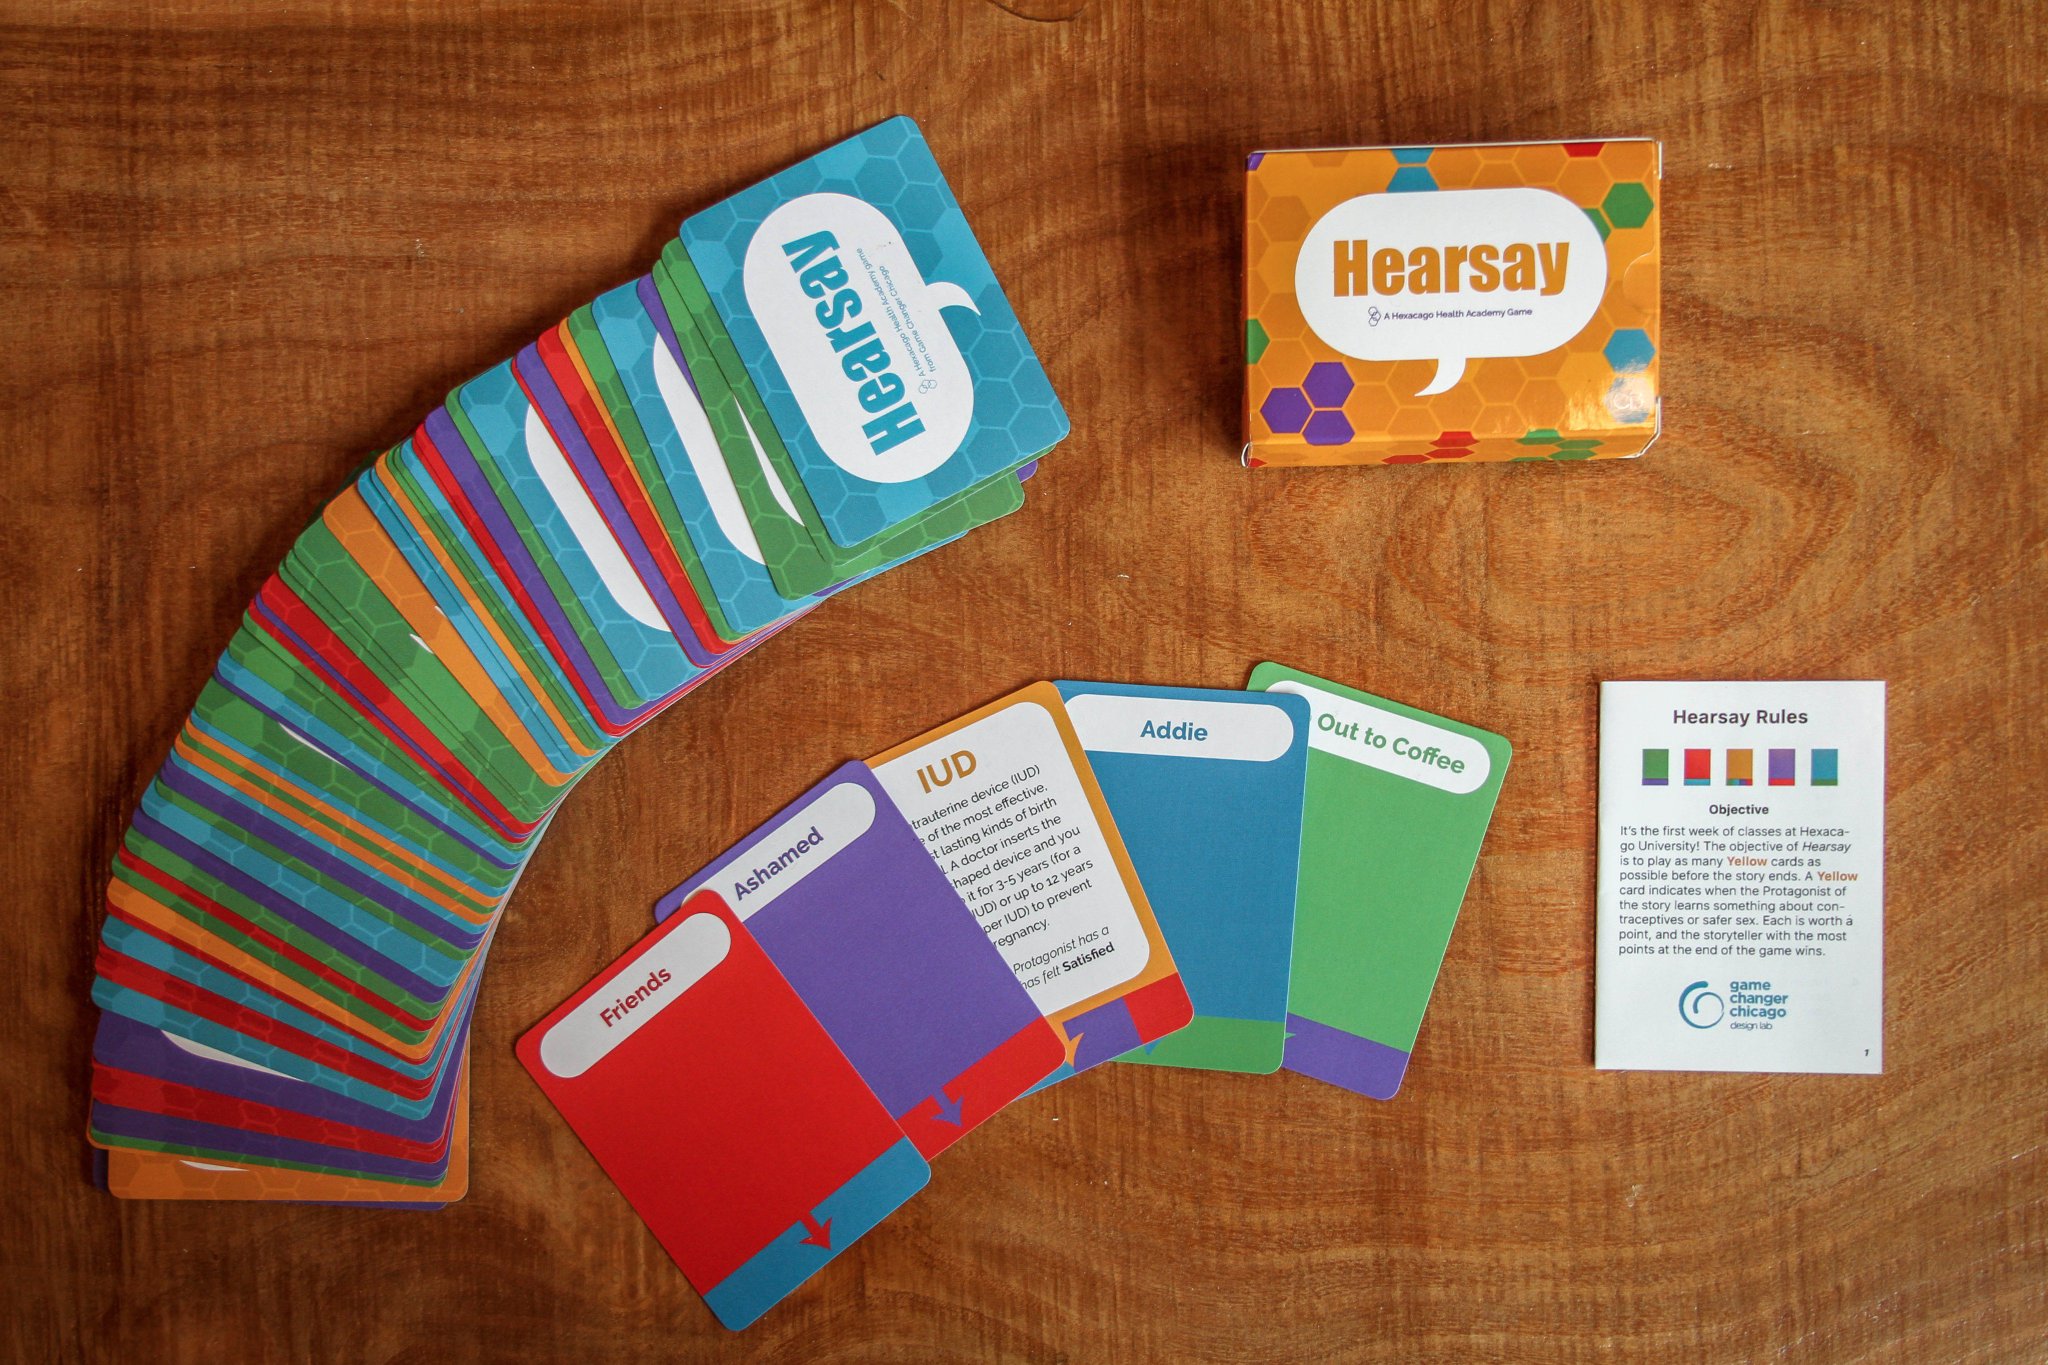 Hearsay
A Hexacago Health Academy game
from Game Changer Chicago
Hearsay
A Hexacago Health Academy Game
Friends
Ashamed
IUD
device (IUD)
of the most effective,
lasting kinds of birth
A doctor inserts the
device and you
it for 3-5 years (for a
IUD) or up to 12 years
IUD) to prevent
Protagonist has a
has felt Satisfied
Addie
Out to Coffee
Hearsay Rules
Objective
It's the first week of classes at Hexaca-
go University! The objective of Hearsay
is to play as many Yellow cards as
possible before the story ends. A Yellow
card indicates when the Protagonist of
the story learns something about con-
traceptives or safer sex. Each is worth a
point, and the storyteller with the most
points at the end of the game wins.
game
changer
chicago
design lab
1